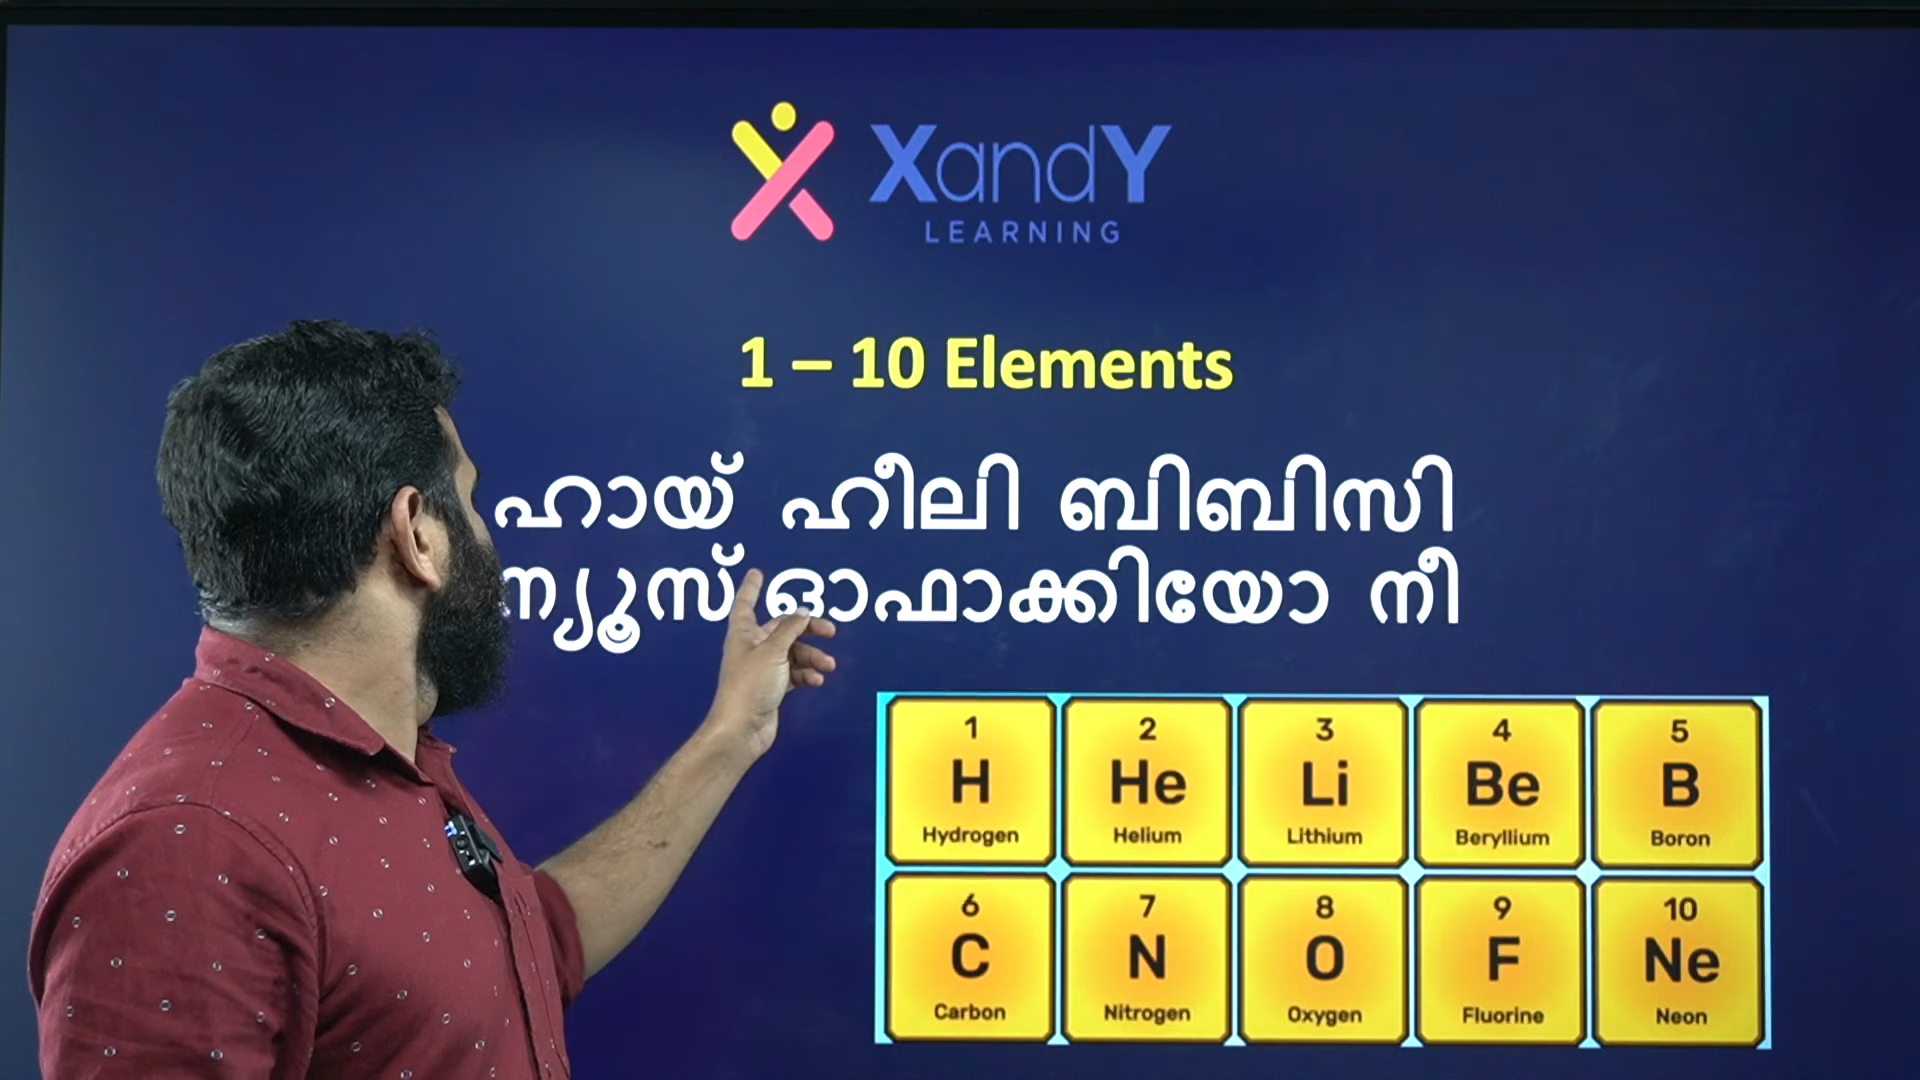 XandY
LEARNING
1 – 10 Elements
ഹായ് ഹീലി ബിബിസി
ന്യൂസ് ഓഫാക്കിയോ നീ
1 2 3 4 5
H He Li Be B
Hydrogen Helium Lithium Beryllium Boron
6 7 8 9 10
C N O F Ne
Carbon Nitrogen Oxygen Fluorine Neon